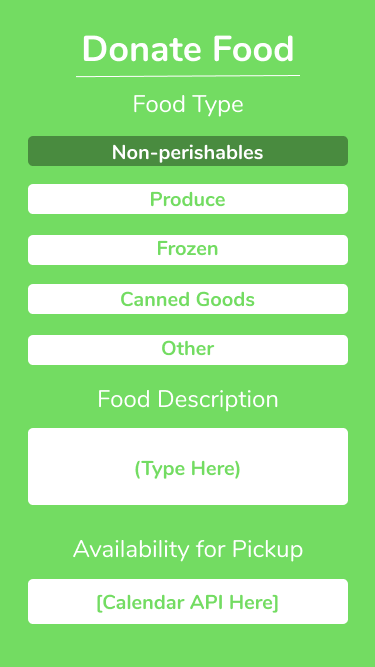 Donate Food
Food Type
Non-perishables
Produce
Frozen
Canned Goods
Other
Food Description
(Type Here)
Availability for Pickup
[Calendar API Here]